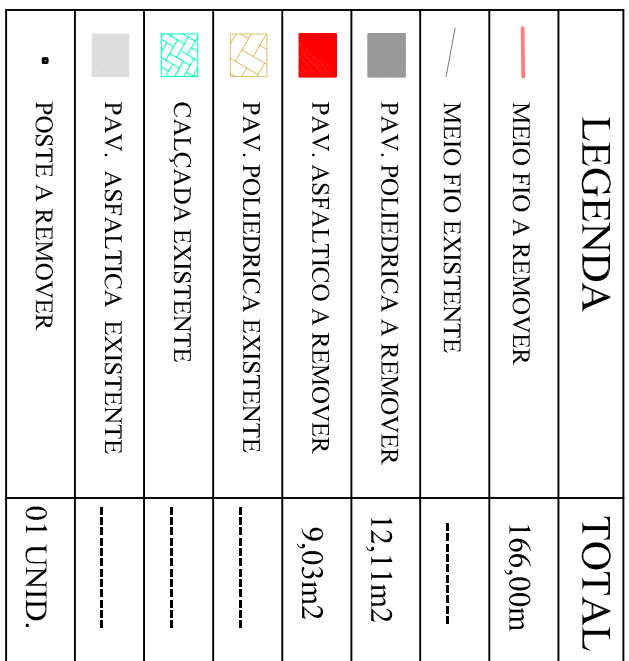 LEGENDA TOTAL
MEIO FIO A REMOVER 166,00m
MEIO FIO EXISTENTE ----------
PAV. POLIEDRICA A REMOVER 12,11m2
PAV. ASFALTICO A REMOVER 9,03m2
PAV. POLIEDRICA EXISTENTE ----------
CALÇADA EXISTENTE ----------
PAV. ASFALTICA EXISTENTE ----------
POSTE A REMOVER 01 UNID.